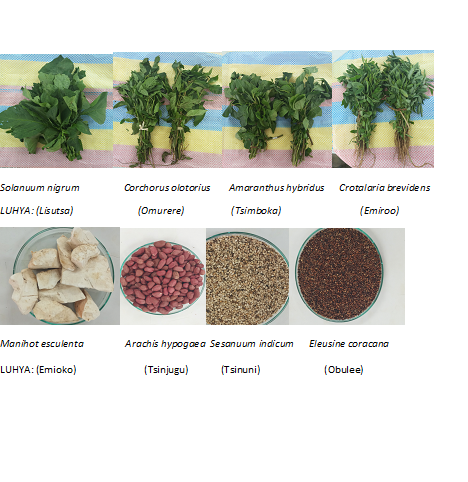 Solanuum nigrum Corchorus olotorius Amaranthus hybridus Crotalaria brevidens
LUHYA: (Lisutsa) (Omurere) (Tsimboka) (Emiroo)
Manihot esculenta Arachis hypogaea Sesanuum indicum Eleusine coracana
LUHYA: (Emioko) (Tsinjugu) (Tsinuni) (Obulee)